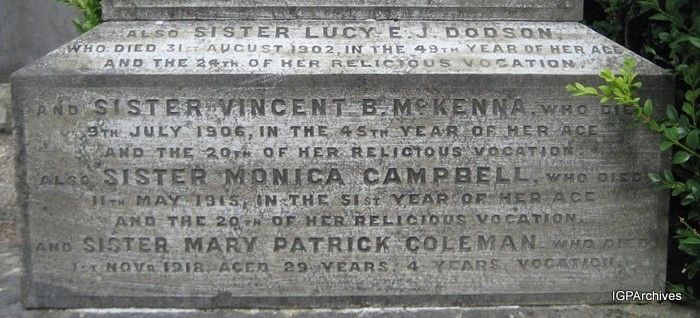 ALSO SISTER LUCY E. J. DODSON,
WHO DIED 31ST AUGUST 1902, IN THE 49TH YEAR OF HER AGE
AND THE 24TH OF HER RELIGIOUS VOCATION.
AND SISTER VINCENT B. McKENNA, WHO DIED
9TH JULY 1906, IN THE 45TH YEAR OF HER AGE
AND THE 20TH OF HER RELIGIOUS VOCATION.
ALSO SISTER MONICA CAMPBELL, WHO DIED
11TH MAY 1915, IN THE 51ST YEAR OF HER AGE
AND THE 20TH OF HER RELIGIOUS VOCATION.
AND SISTER MARY PATRICK COLEMAN WHO DIED
1ST NOVR 1918, AGED 29 YEARS, 4 YEARS VOCATION.
IGPArchives